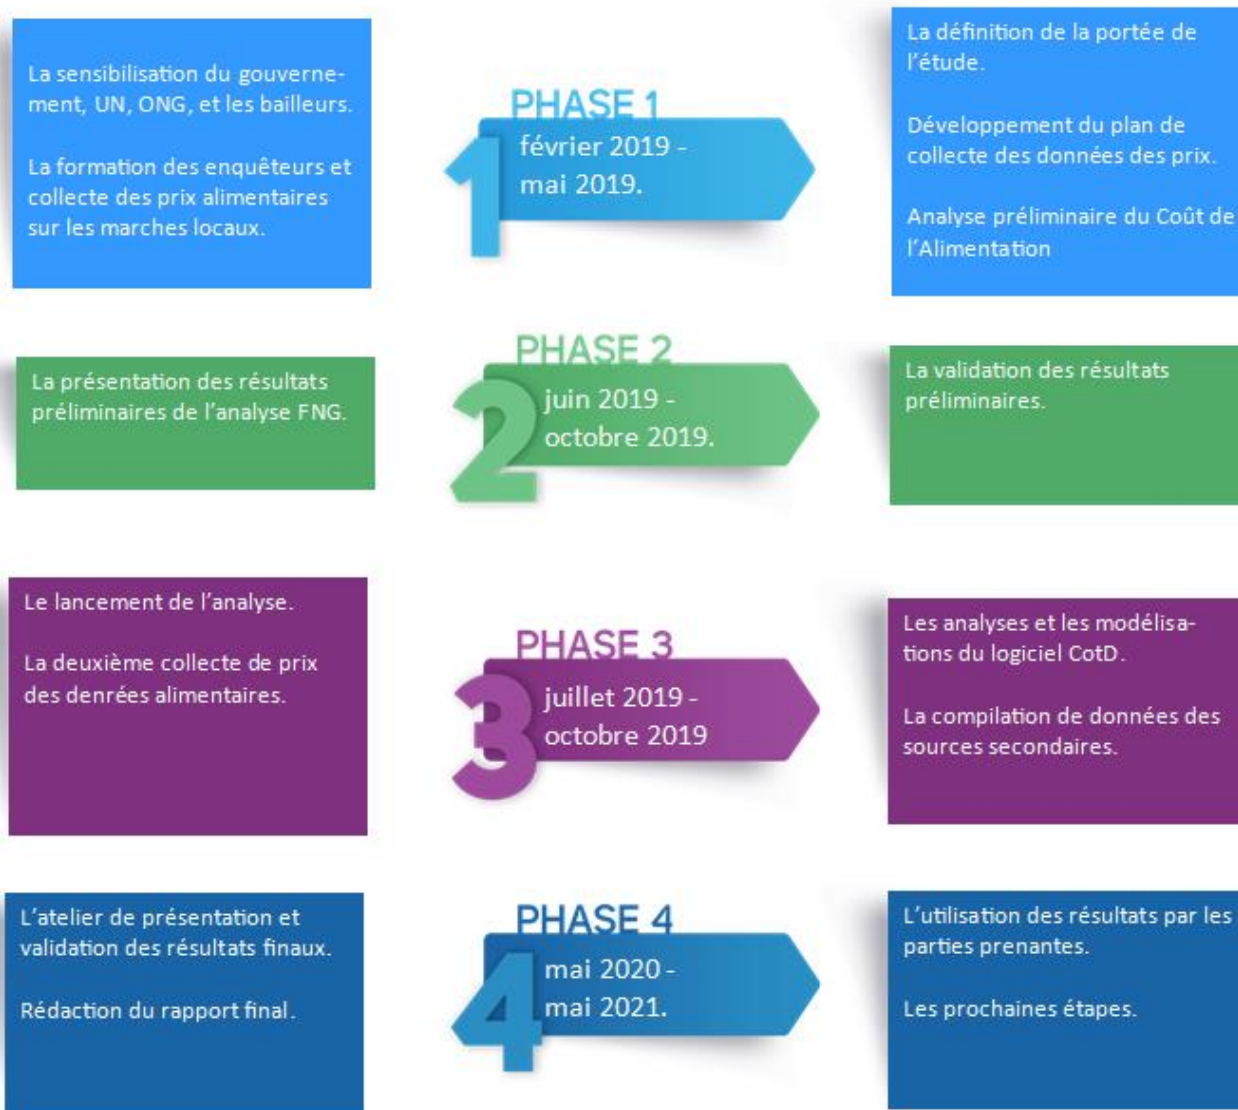 La sensibilisation du gouverne-
ment, UN, ONG, et les bailleurs.
La formation des enquêteurs et
collecte des prix alimentaires
sur les marches locaux.
PHASE 1
1
février 2019 -
mai 2019.
La définition de la portée de
l'étude.
Développement du plan de
collecte des données des prix.
Analyse préliminaire du Coût de
l'Alimentation
La présentation des résultats
préliminaires de l'analyse FNG.
PHASE 2
2
juin 2019 -
octobre 2019.
La validation des résultats
préliminaires.
Le lancement de l'analyse.
La deuxième collecte de prix
des denrées alimentaires.
PHASE 3
3
juillet 2019 -
octobre 2019
Les analyses et les modélisa-
tions du logiciel CotD.
La compilation de données des
sources secondaires.
L'atelier de présentation et
validation des résultats finaux.
Rédaction du rapport final.
PHASE 4
4
mai 2020 -
mai 2021.
L'utilisation des résultats par les
parties prenantes.
Les prochaines étapes.